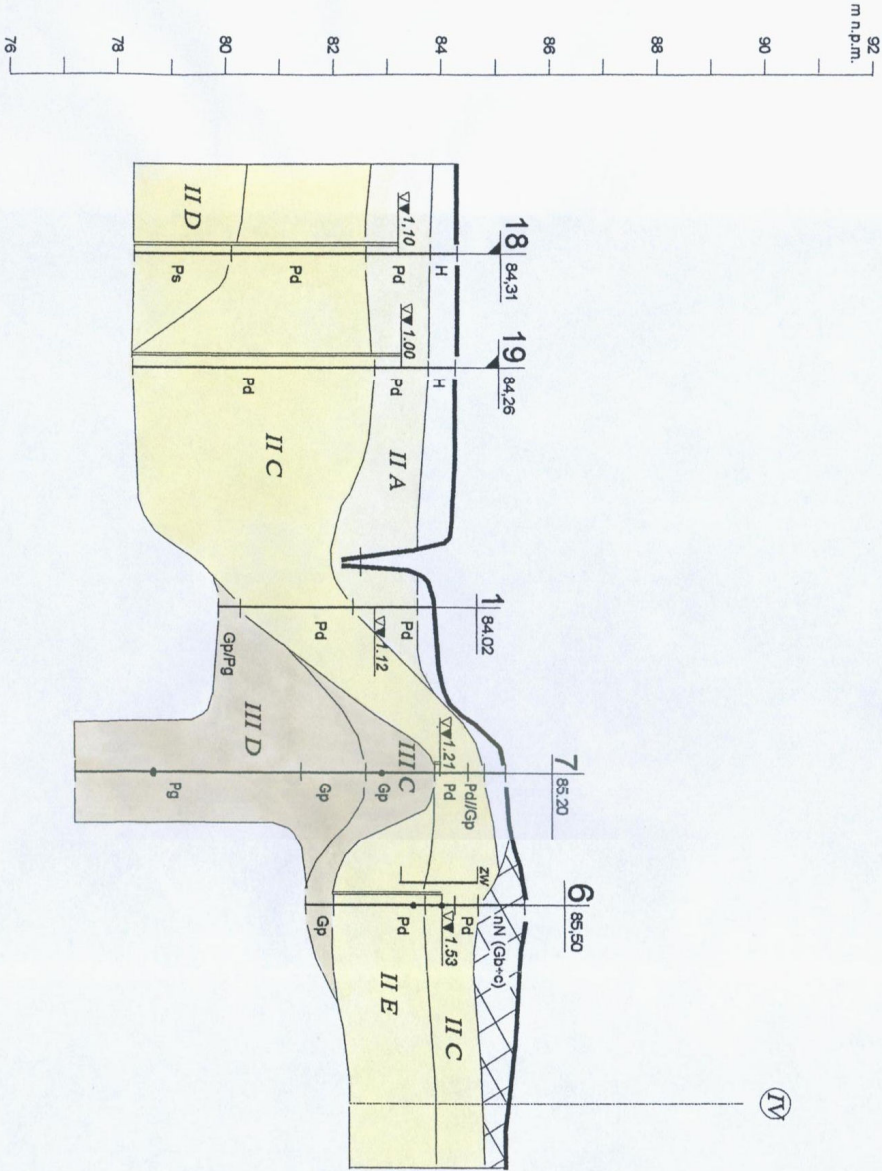 92
m n.p.m.
90
88
86
84
82
80
78
76
18
84,31
▽▼1,10
H
Pd
Pd
Ps
II D
19
84,26
▽▼1.00
H
Pd
Pd
II A
II C
1
84.02
▽▼1.12
Pd
Pd
Gp/Pg
III D
7
85.20
▽▼1.21
Pd//Gp
Pd
III C
Gp
Gp
Pg
6
85,50
nN (Gb+c)
zw
Pd
▽▼1.53
Pd
Gp
II C
II E
IV